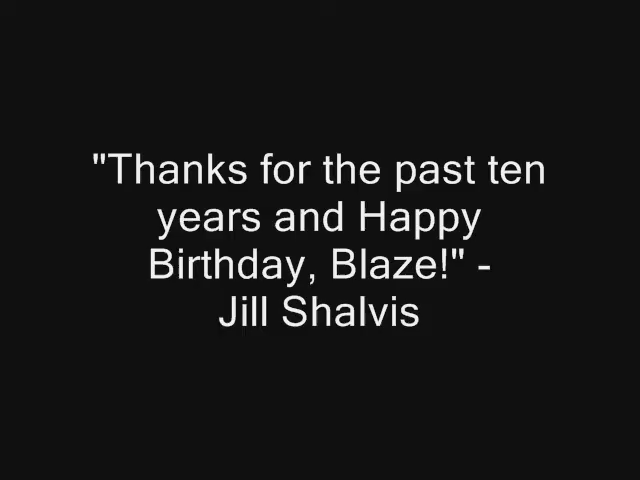 "Thanks for the past ten
years and Happy
Birthday, Blaze!" -
Jill Shalvis